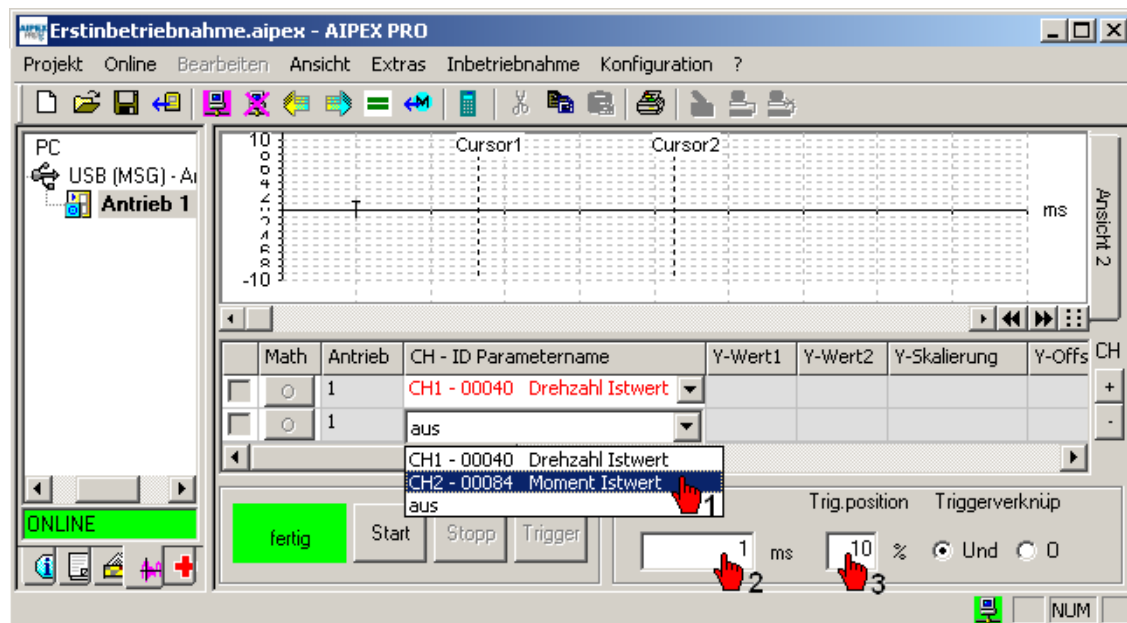 Erstinbetriebnahme.aipex - AIPEX PRO
Projekt Online Bearbeiten Ansicht Extras Inbetriebnahme Konfiguration ?
PC
USB (MSG) - A
Antrieb 1
ONLINE
10
Cursor1 Cursor2
T
ms
-10
Ansicht 2
Math Antrieb CH - ID Parametername Y-Wert1 Y-Wert2 Y-Skalierung Y-Offs CH
1 CH1 - 00040 Drehzahl Istwert +
1 aus -
CH1 - 00040 Drehzahl Istwert
CH2 - 00084 Moment Istwert 1
aus
Trig.position Triggerverknüp
fertig Start Stopp Trigger 1 ms 10 % Und O
2 3
NUM